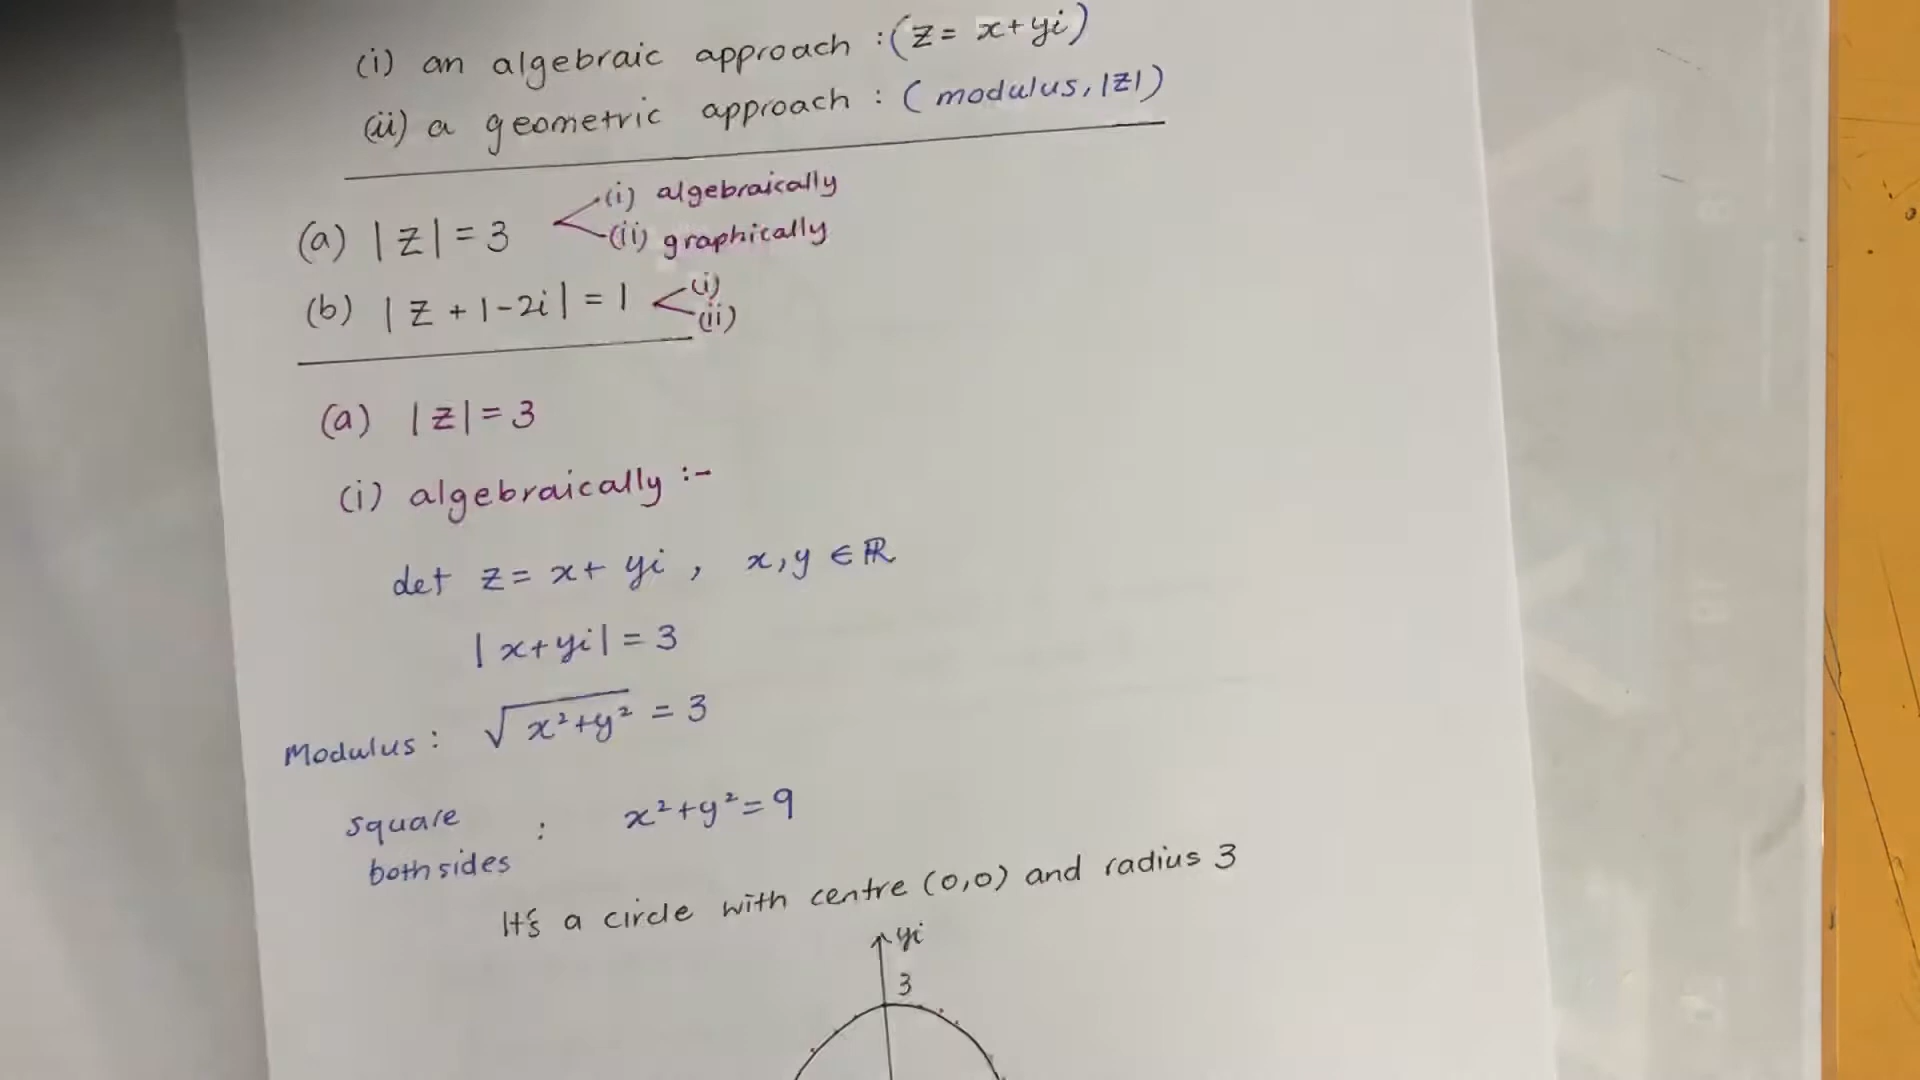 (i) an algebraic approach :(z = x+yi)
(ii) a geometric approach : (modulus, |z|)
(a) |z| = 3
(i) algebraically
(ii) graphically
(b) |z + 1-2i| = 1
(i)
(ii)
(a) |z| = 3
(i) algebraically :-
det z = x+ yi , x,y ∈ ℝ
|x+yi| = 3
Modulus : √x²+y² = 3
square both sides : x²+y² = 9
It's a circle with centre (0,0) and radius 3
yi
3